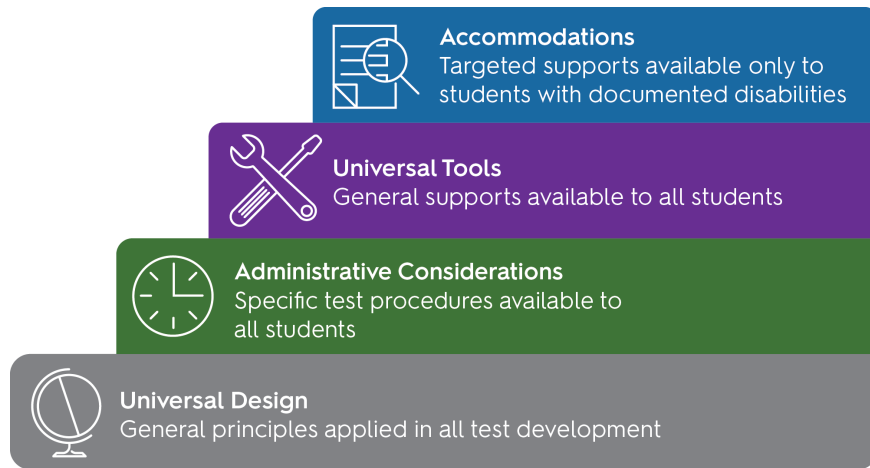 Accommodations
Targeted supports available only to
students with documented disabilities
Universal Tools
General supports available to all students
Administrative Considerations
Specific test procedures available to
all students
Universal Design
General principles applied in all test development